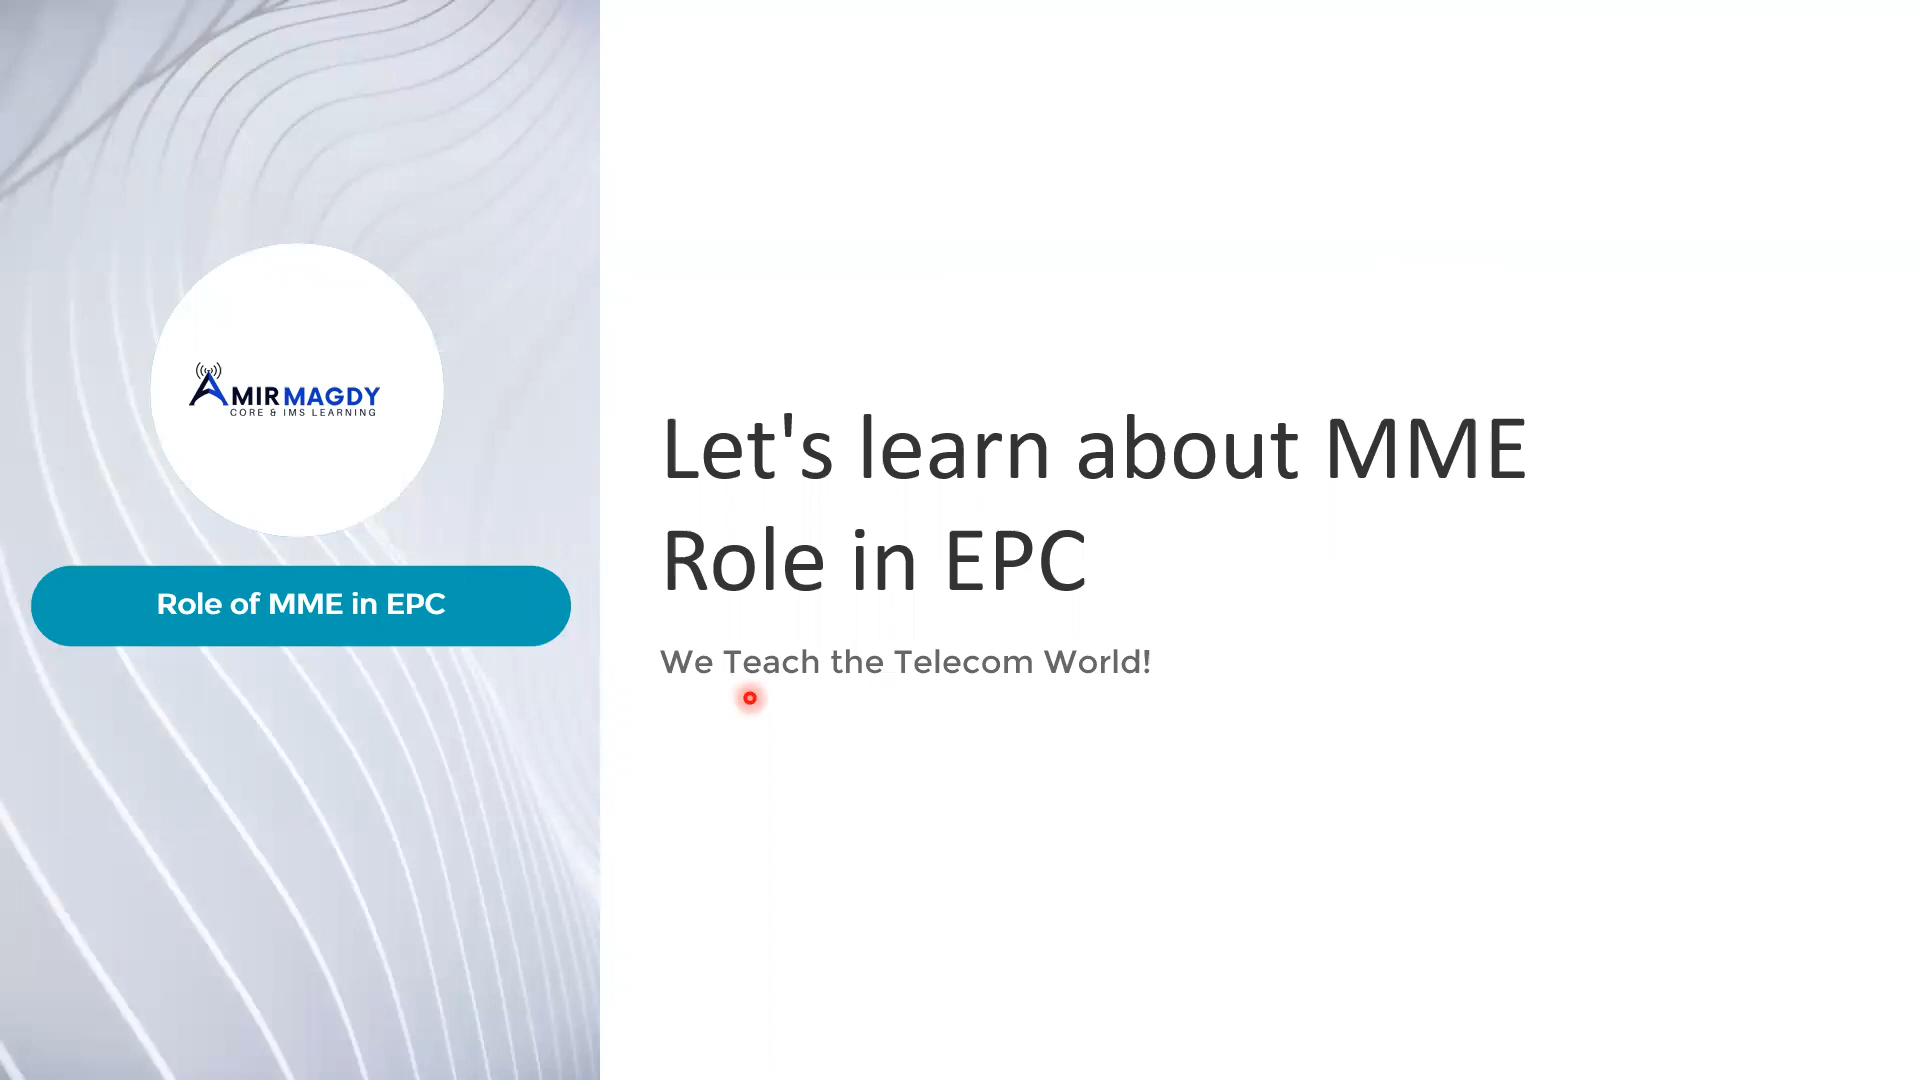 AMIRMAGDY
CORE & IMS LEARNING
Role of MME in EPC
Let's learn about MME
Role in EPC
We Teach the Telecom World!